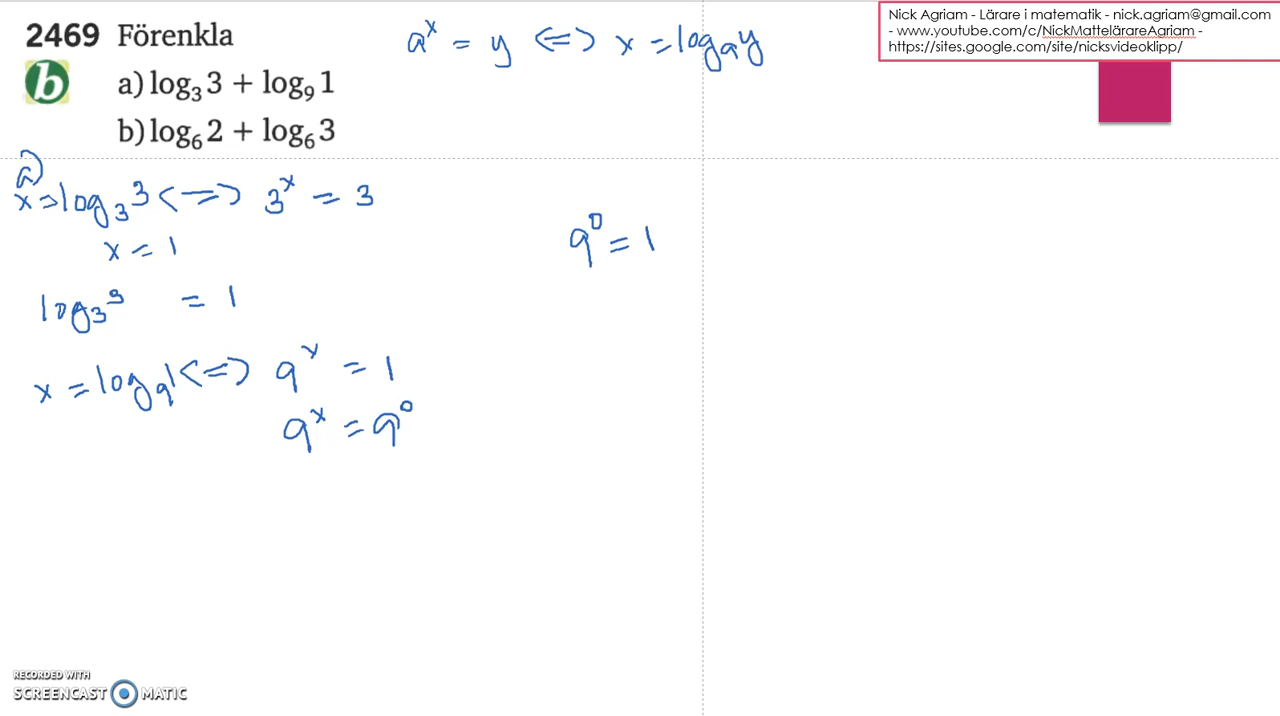 2469 Förenkla
b
a) log₃ 3 + log₉ 1
b) log₆ 2 + log₆ 3
aˣ = y <=> x = logₐ y
Nick Agriam - Lärare i matematik - nick.agriam@gmail.com
- www.youtube.com/c/NickMattelärareAgriam -
https://sites.google.com/site/nicksvideoklipp/
a)
x = log₃ 3 <=> 3ˣ = 3
x = 1
9⁰ = 1
log₃ 3 = 1
x = log₉ 1 <=> 9ˣ = 1
9ˣ = 9⁰
RECORDED WITH
SCREENCAST MATIC